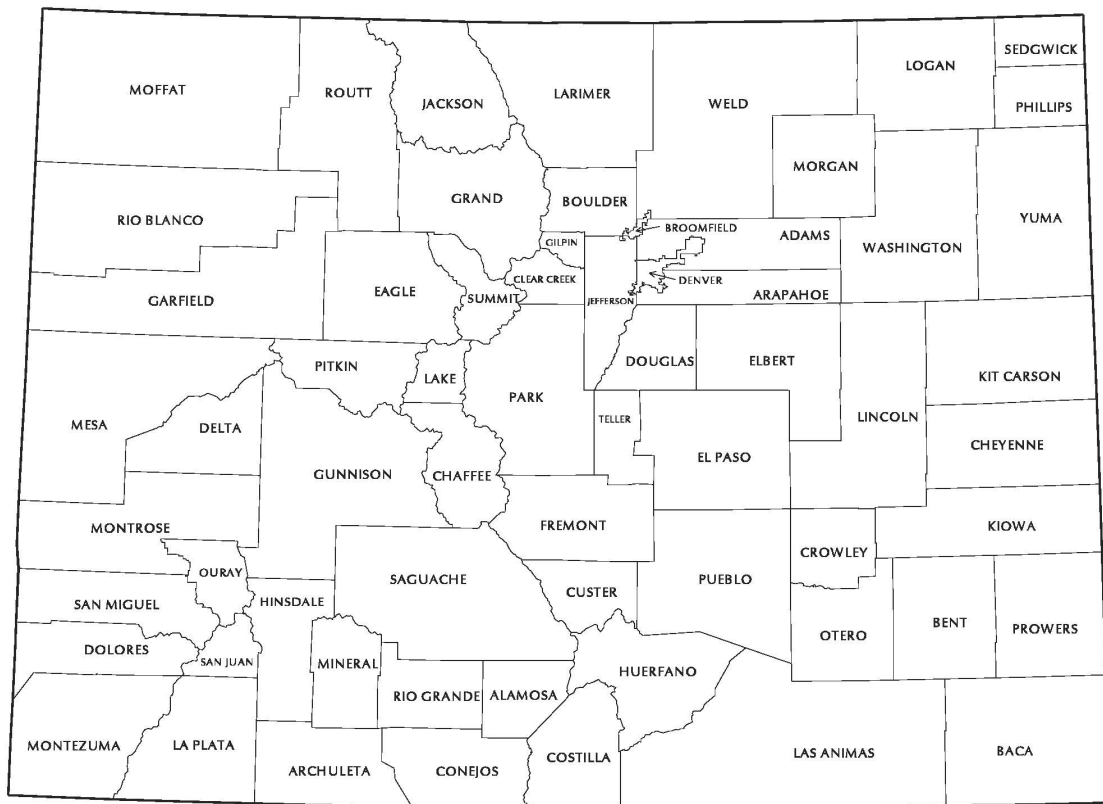 SEDGWICK
LOGAN
MOFFAT
ROUTT
JACKSON
LARIMER
WELD
PHILLIPS
MORGAN
GRAND
BOULDER
RIO BLANCO
YUMA
BROOMFIELD
ADAMS
WASHINGTON
GILPIN
CLEAR CREEK
DENVER
EAGLE
SUMMIT
JEFFERSON
ARAPAHOE
GARFIELD
DOUGLAS
ELBERT
PITKIN
LAKE
KIT CARSON
PARK
LINCOLN
TELLER
MESA
DELTA
CHEYENNE
EL PASO
GUNNISON
CHAFFEE
MONTROSE
FREMONT
KIOWA
CROWLEY
OURAY
SAGUACHE
PUEBLO
CUSTER
HINSDALE
SAN MIGUEL
BENT
PROWERS
OTERO
DOLORES
SAN JUAN
MINERAL
HUERFANO
RIO GRANDE
ALAMOSA
MONTEZUMA
LA PLATA
COSTILLA
LAS ANIMAS
BACA
ARCHULETA
CONEJOS